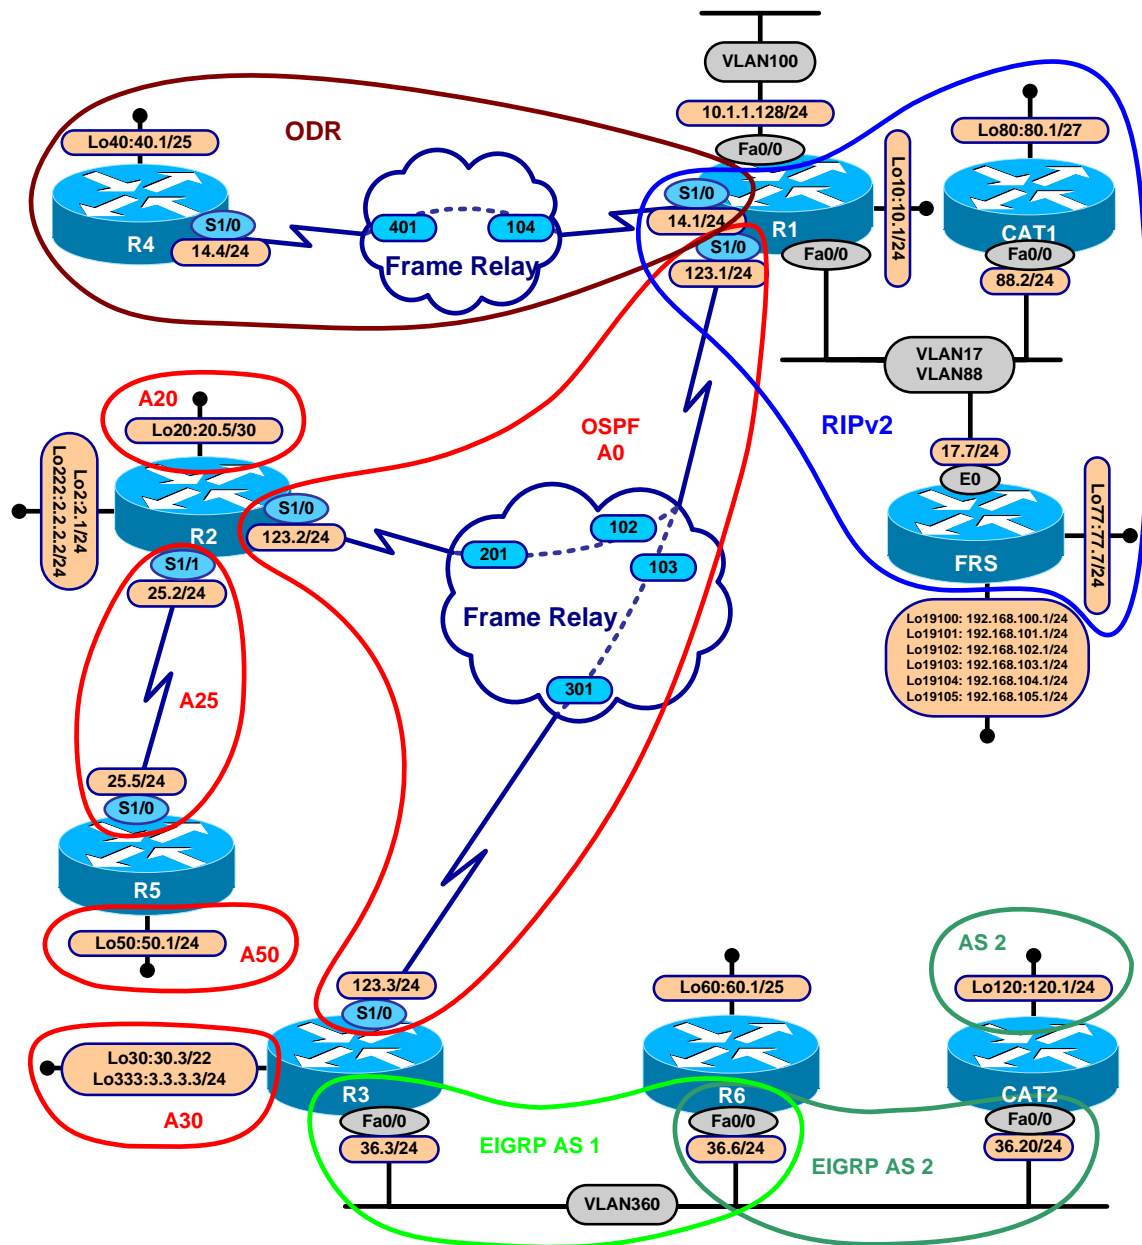 VLAN100
10.1.1.128/24
Fa0/0
ODR
Lo40:40.1/25
R4
S1/0
14.4/24
401
104
Frame Relay
S1/0
14.1/24
R1
S1/0
123.1/24
Fa0/0
Lo10:10.1/24
Lo80:80.1/27
CAT1
Fa0/0
88.2/24
VLAN17
VLAN88
RIPv2
17.7/24
E0
FRS
Lo77:77.7/24
Lo19100: 192.168.100.1/24
Lo19101: 192.168.101.1/24
Lo19102: 192.168.102.1/24
Lo19103: 192.168.103.1/24
Lo19104: 192.168.104.1/24
Lo19105: 192.168.105.1/24
A20
Lo20:20.5/30
Lo2:2.1/24
Lo222:2.2.2.2/24
R2
S1/0
123.2/24
OSPF
A0
201
102
103
Frame Relay
301
S1/1
25.2/24
A25
25.5/24
S1/0
R5
Lo50:50.1/24
A50
123.3/24
S1/0
Lo30:30.3/22
Lo333:3.3.3.3/24
A30
R3
Fa0/0
36.3/24
EIGRP AS 1
Lo60:60.1/25
R6
Fa0/0
36.6/24
AS 2
Lo120:120.1/24
CAT2
Fa0/0
36.20/24
EIGRP AS 2
VLAN360